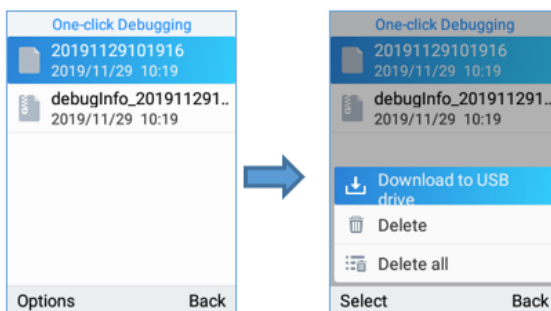 One-click Debugging
20191129101916
2019/11/29 10:19
debugInfo_201911291..
2019/11/29 10:19
Options Back
One-click Debugging
20191129101916
2019/11/29 10:19
debugInfo_201911291..
2019/11/29 10:19
Download to USB
drive
Delete
Delete all
Select Back